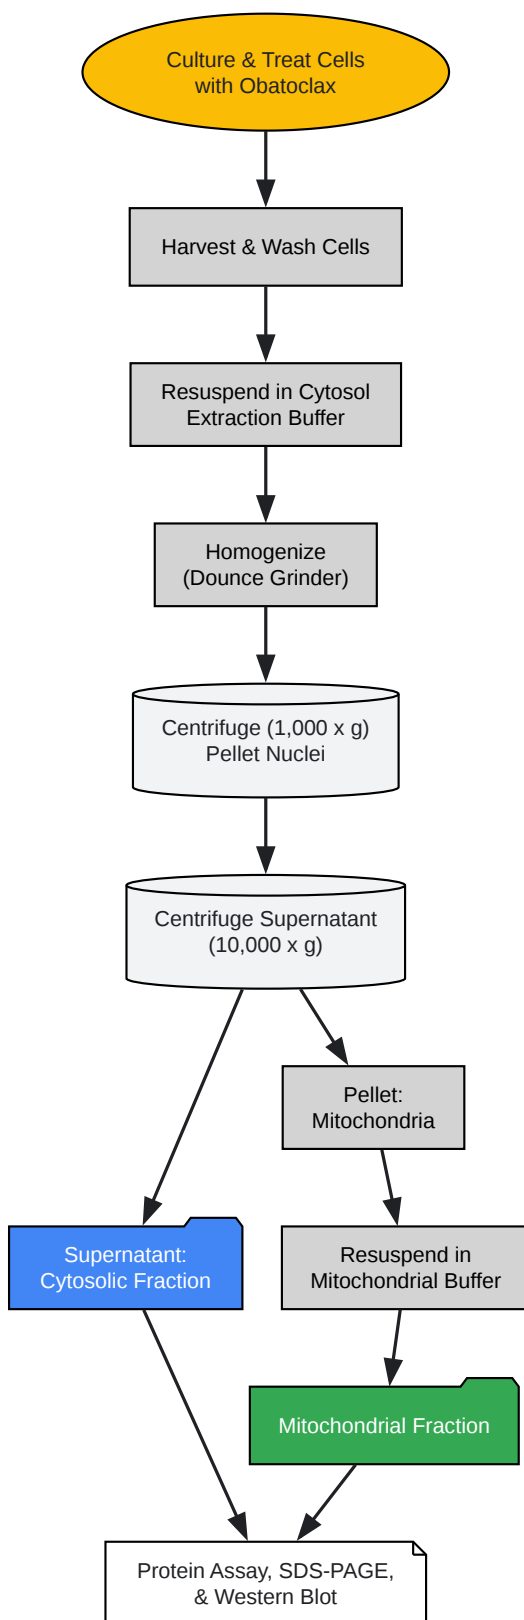 Culture & Treat Cells
with Obatoclax
Harvest & Wash Cells
Resuspend in Cytosol
Extraction Buffer
Homogenize
(Dounce Grinder)
Centrifuge (1,000 x g)
Pellet Nuclei
Centrifuge Supernatant
(10,000 x g)
Pellet:
Mitochondria
Supernatant:
Cytosolic Fraction
Resuspend in
Mitochondrial Buffer
Mitochondrial Fraction
Protein Assay, SDS-PAGE,
& Western Blot